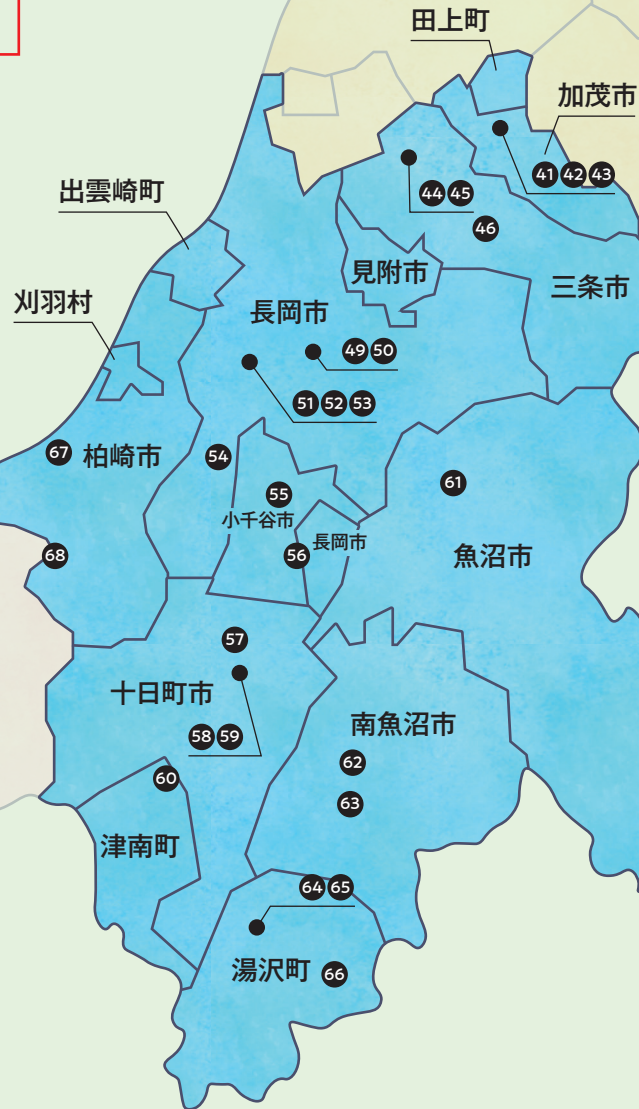 田上町
加茂市
41 42 43
44 45
出雲崎町
46
見附市
三条市
刈羽村
長岡市
49 50
51 52 53
67
柏崎市
54
61
55
小千谷市
56
長岡市
魚沼市
68
57
十日町市
58 59
南魚沼市
62
60
63
津南町
64 65
湯沢町
66